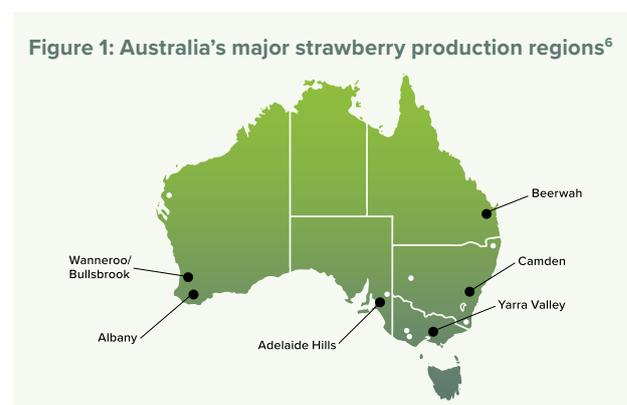 Figure 1: Australia’s major strawberry production regions⁶
Beerwah
Wanneroo/
Bullsbrook
Camden
Yarra Valley
Albany
Adelaide Hills